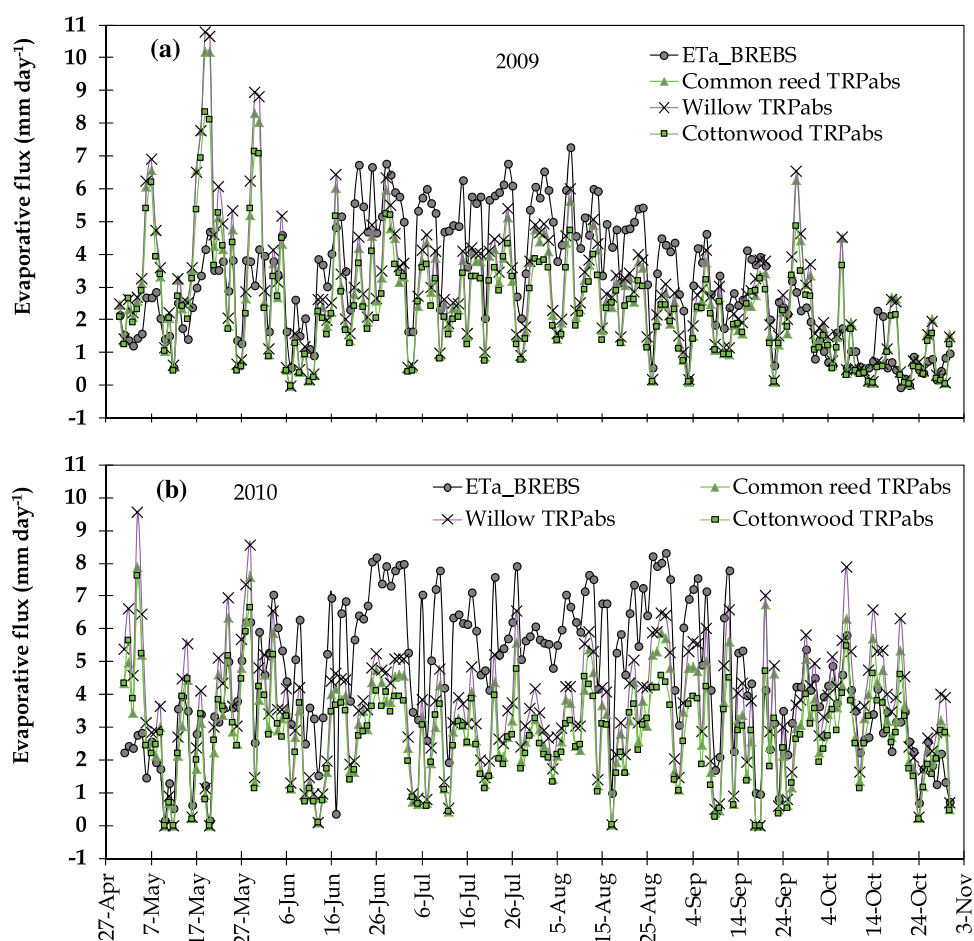 11
10
9
8
7
6
5
4
3
2
1
0
-1
Evaporative flux (mm day-1)
(a)
2009
ETa_BREBS
Common reed TRPabs
Willow TRPabs
Cottonwood TRPabs
11
10
9
8
7
6
5
4
3
2
1
0
-1
Evaporative flux (mm day-1)
(b)
2010
ETa_BREBS
Common reed TRPabs
Willow TRPabs
Cottonwood TRPabs
27-Apr
7-May
17-May
27-May
6-Jun
16-Jun
26-Jun
6-Jul
16-Jul
26-Jul
5-Aug
15-Aug
25-Aug
4-Sep
14-Sep
24-Sep
4-Oct
14-Oct
24-Oct
3-Nov